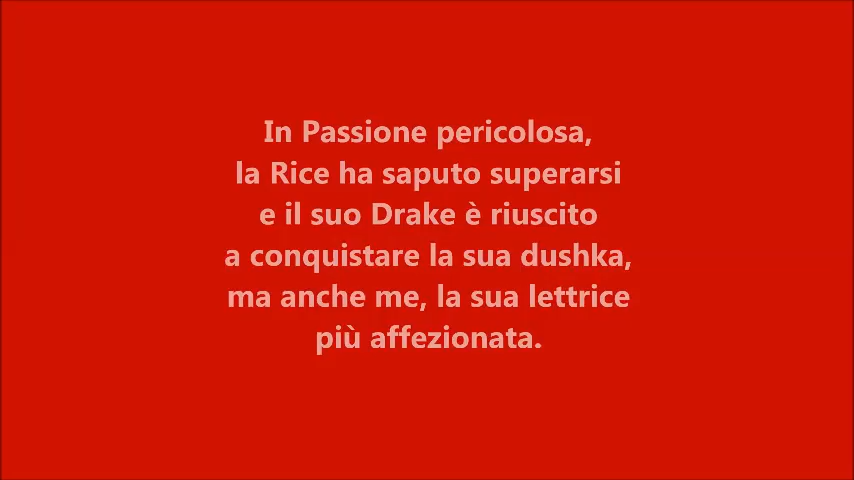 In Passione pericolosa,
la Rice ha saputo superarsi
e il suo Drake è riuscito
a conquistare la sua dushka,
ma anche me, la sua lettrice
più affezionata.